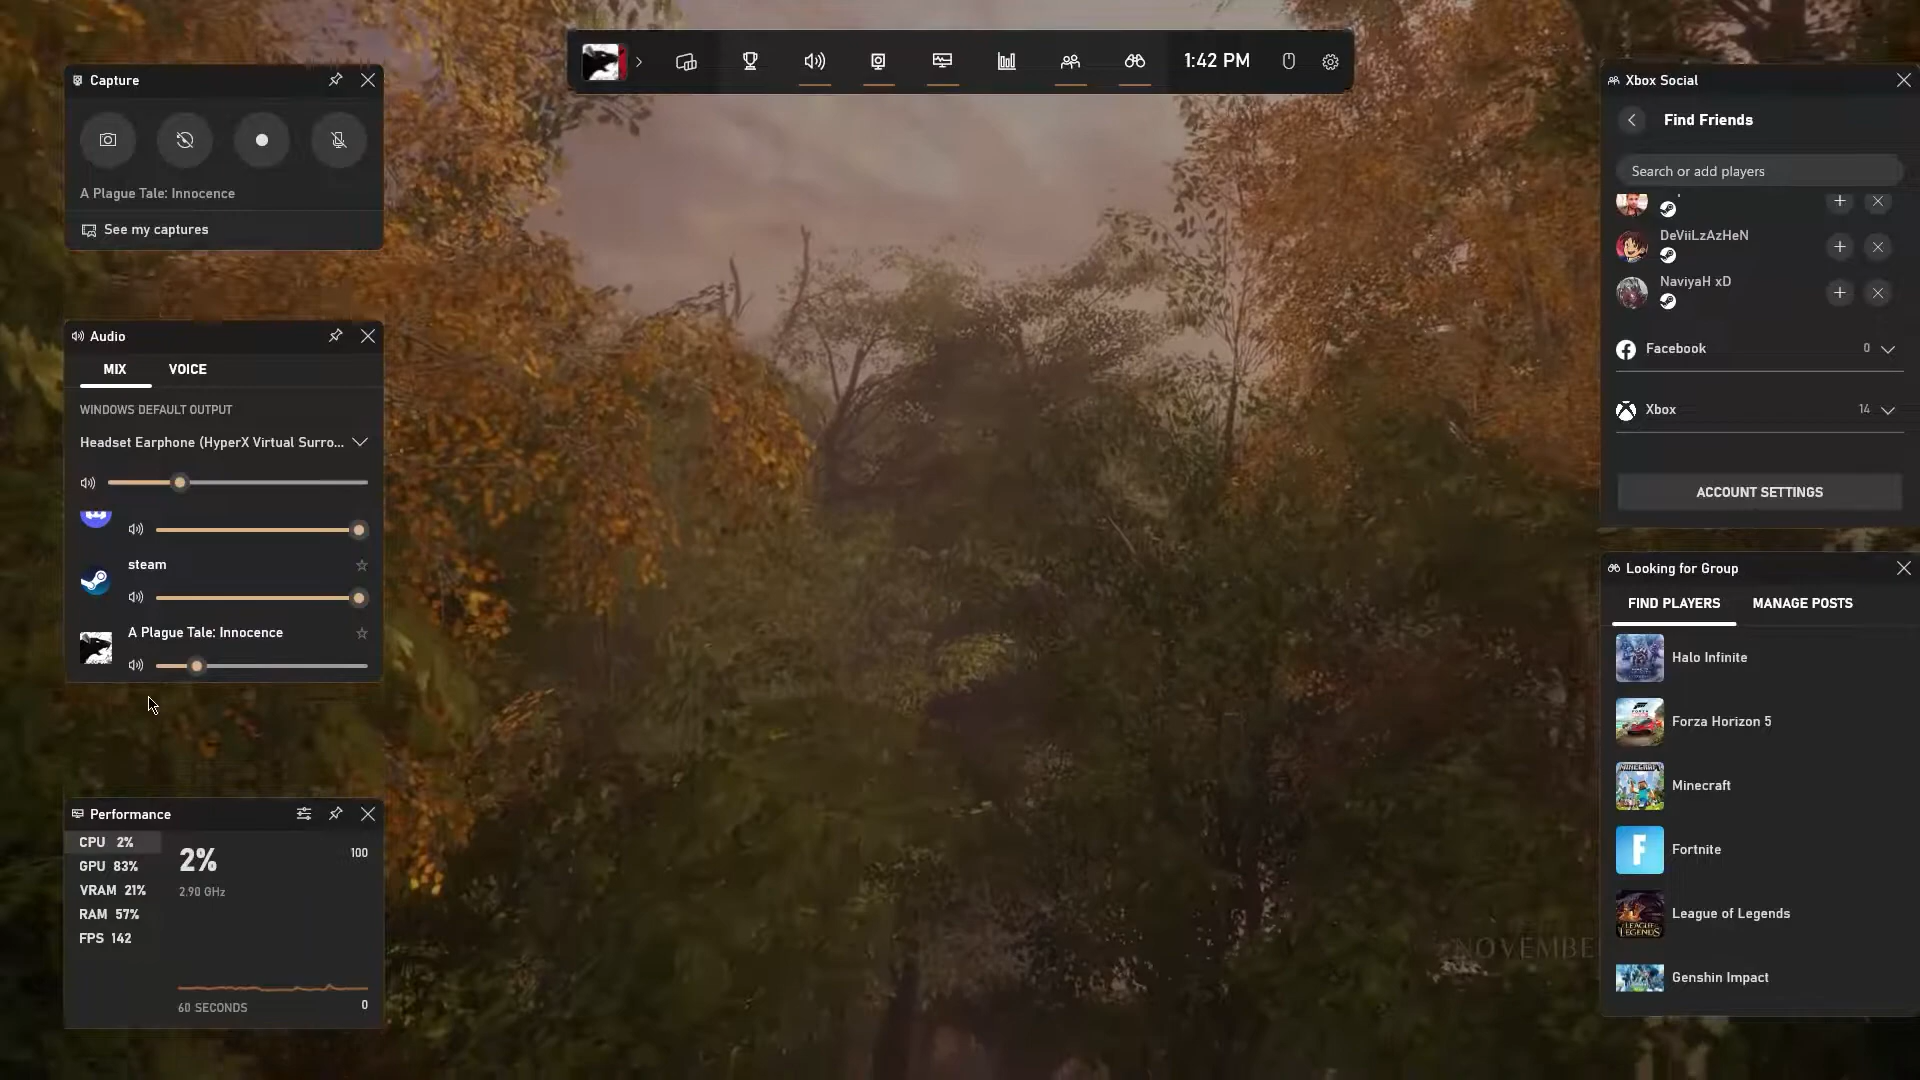 1:42 PM
Capture
A Plague Tale: Innocence
See my captures
Audio
MIX VOICE
WINDOWS DEFAULT OUTPUT
Headset Earphone (HyperX Virtual Surro...
steam
A Plague Tale: Innocence
Performance
CPU 2%
GPU 83%
VRAM 21%
RAM 57%
FPS 142
2%
100
2.90 GHz
60 SECONDS
0
Xbox Social
Find Friends
Search or add players
DeViiLzAzHeN
NaviyaH xD
Facebook 0
Xbox 14
ACCOUNT SETTINGS
Looking for Group
FIND PLAYERS MANAGE POSTS
Halo Infinite
Forza Horizon 5
MINECRAFT
Minecraft
F
Fortnite
LEAGUE OF LEGENDS
League of Legends
Genshin Impact